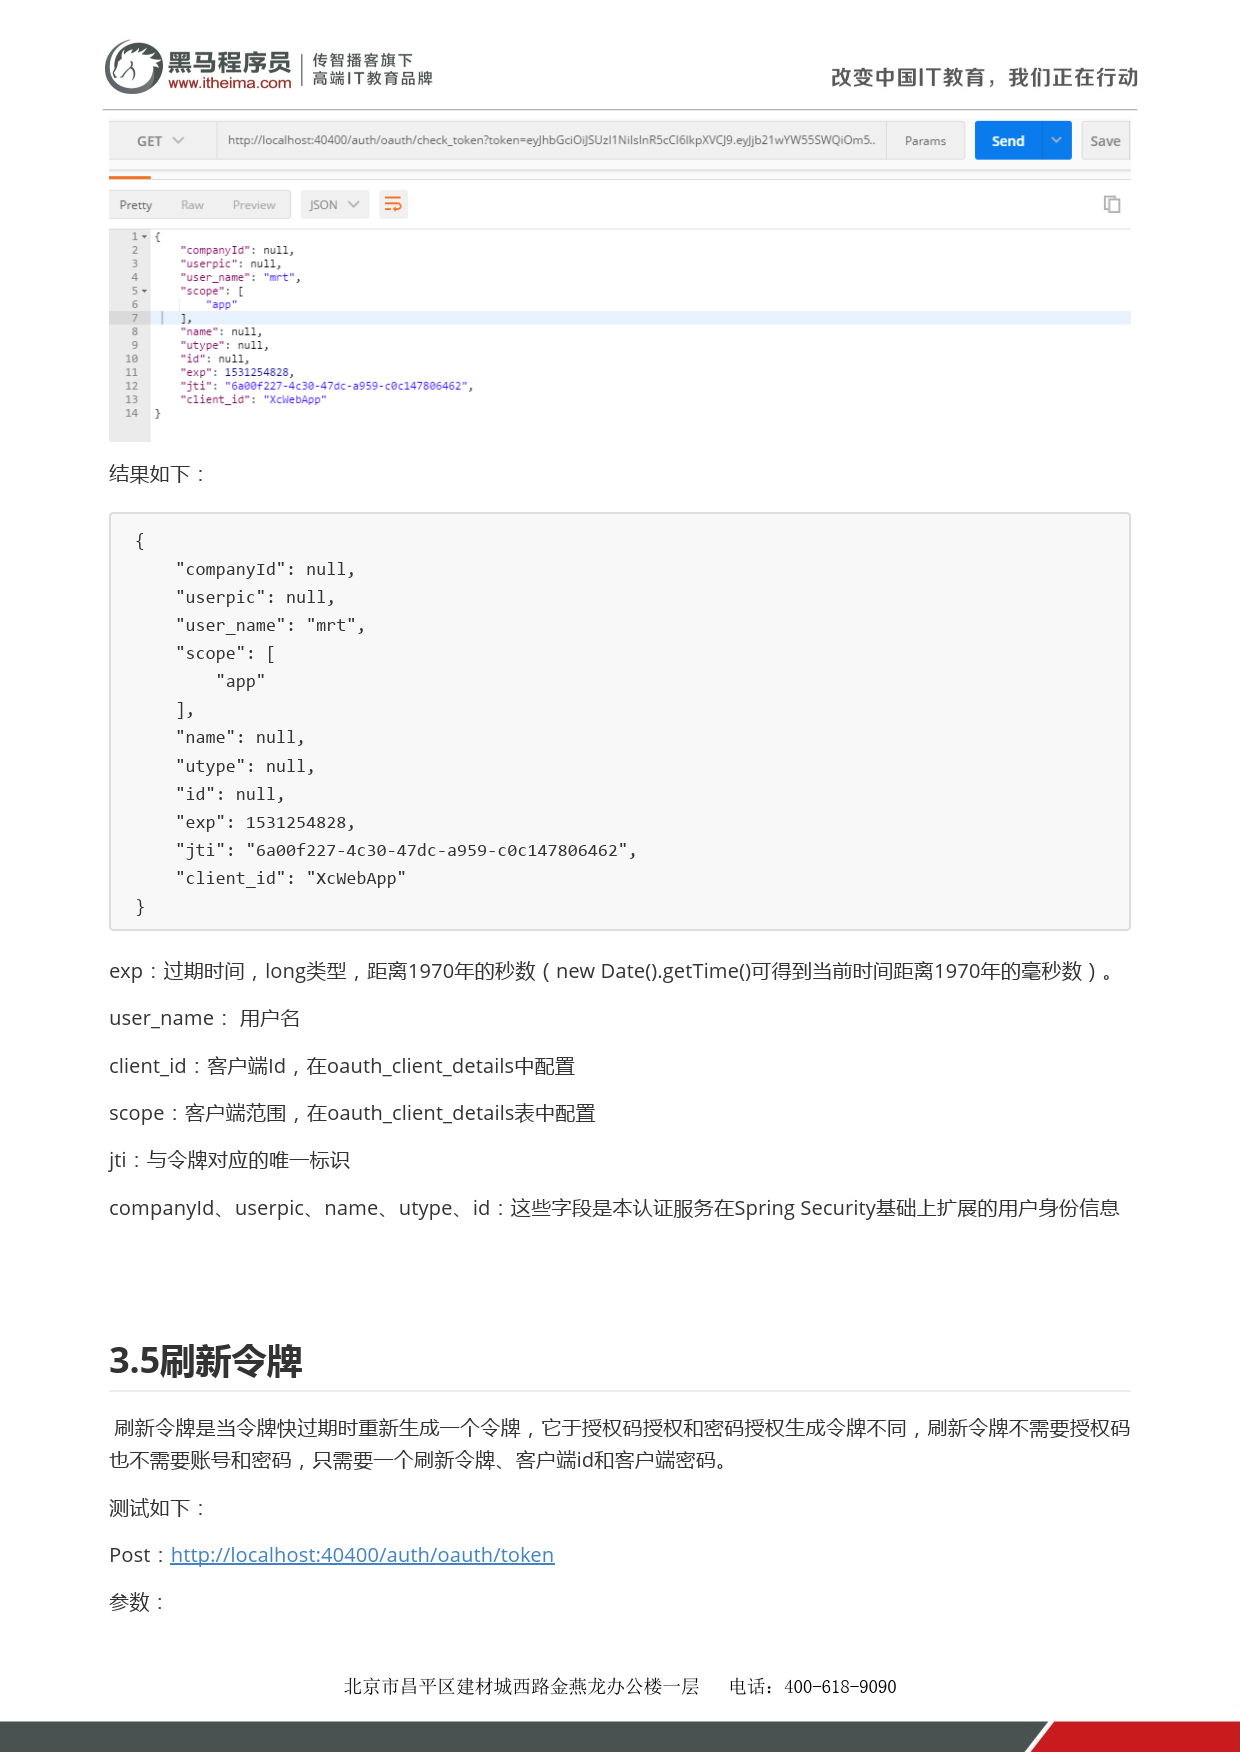 黑马程序员
www.itheima.com
传智播客旗下
高端IT教育品牌
改变中国IT教育，我们正在行动
GET http://localhost:40400/auth/oauth/check_token?token=eyJhbGciOiJSUzI1NiIsInR5cCI6IkpXVCJ9.eyJjb21wYW55SWQiOm5.. Params Send Save
Pretty Raw Preview JSON
1 {
2 "companyId": null,
3 "userpic": null,
4 "user_name": "mrt",
5 "scope": [
6 "app"
7 ],
8 "name": null,
9 "utype": null,
10 "id": null,
11 "exp": 1531254828,
12 "jti": "6a00f227-4c30-47dc-a959-c0c147806462",
13 "client_id": "XcWebApp"
14 }
结果如下：
{
"companyId": null,
"userpic": null,
"user_name": "mrt",
"scope": [
"app"
],
"name": null,
"utype": null,
"id": null,
"exp": 1531254828,
"jti": "6a00f227-4c30-47dc-a959-c0c147806462",
"client_id": "XcWebApp"
}
exp：过期时间，long类型，距离1970年的秒数（new Date().getTime()可得到当前时间距离1970年的毫秒数）。
user_name： 用户名
client_id：客户端Id，在oauth_client_details中配置
scope：客户端范围，在oauth_client_details表中配置
jti：与令牌对应的唯一标识
companyId、userpic、name、utype、id：这些字段是本认证服务在Spring Security基础上扩展的用户身份信息
3.5刷新令牌
刷新令牌是当令牌快过期时重新生成一个令牌，它于授权码授权和密码授权生成令牌不同，刷新令牌不需要授权码
也不需要账号和密码，只需要一个刷新令牌、客户端id和客户端密码。
测试如下：
Post：http://localhost:40400/auth/oauth/token
参数：
北京市昌平区建材城西路金燕龙办公楼一层 电话：400-618-9090